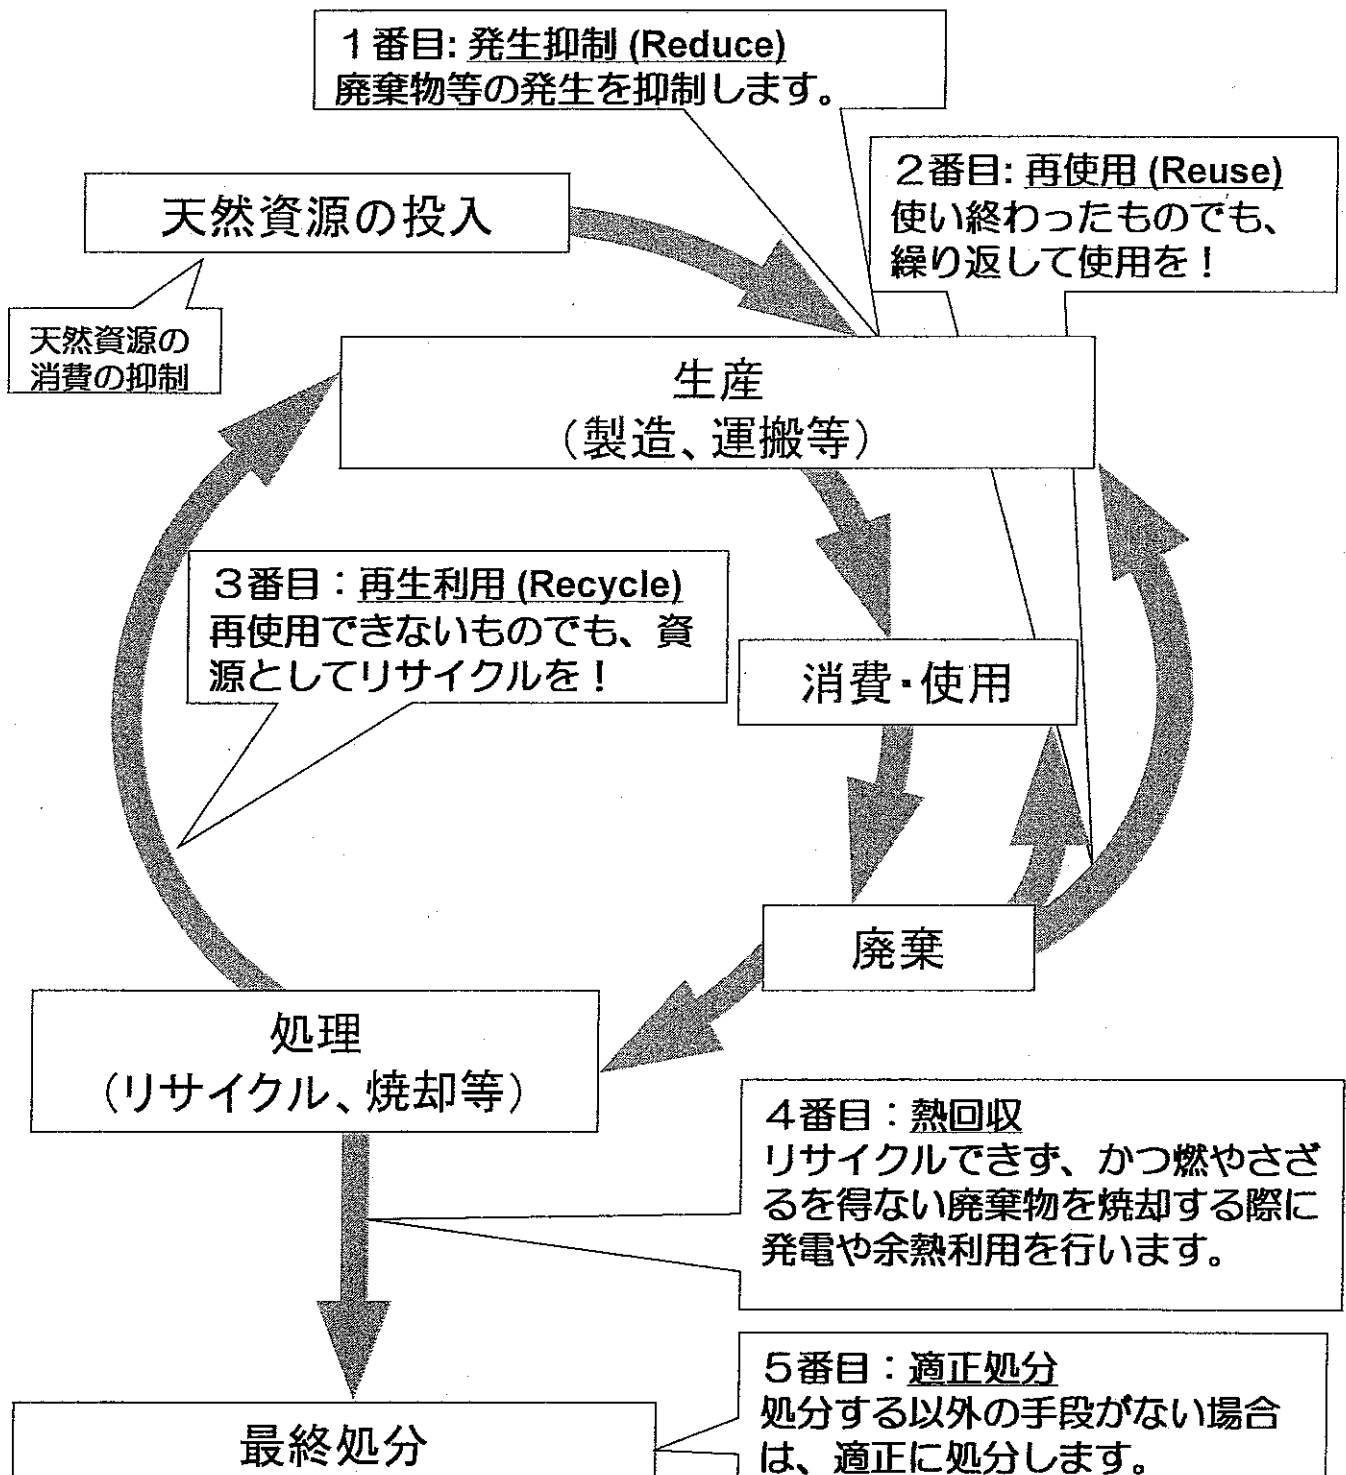 1番目: 発生抑制 (Reduce)
廃棄物等の発生を抑制します。
2番目: 再使用 (Reuse)
使い終わったものでも、
繰り返して使用を！
天然資源の投入
天然資源の
消費の抑制
生産
（製造、運搬等）
3番目：再生利用 (Recycle)
再使用できないものでも、資
源としてリサイクルを！
消費・使用
廃棄
処理
（リサイクル、焼却等）
4番目：熱回収
リサイクルできず、かつ燃やさざ
るを得ない廃棄物を焼却する際に
発電や余熱利用を行います。
5番目：適正処分
処分する以外の手段がない場合
は、適正に処分します。
最終処分